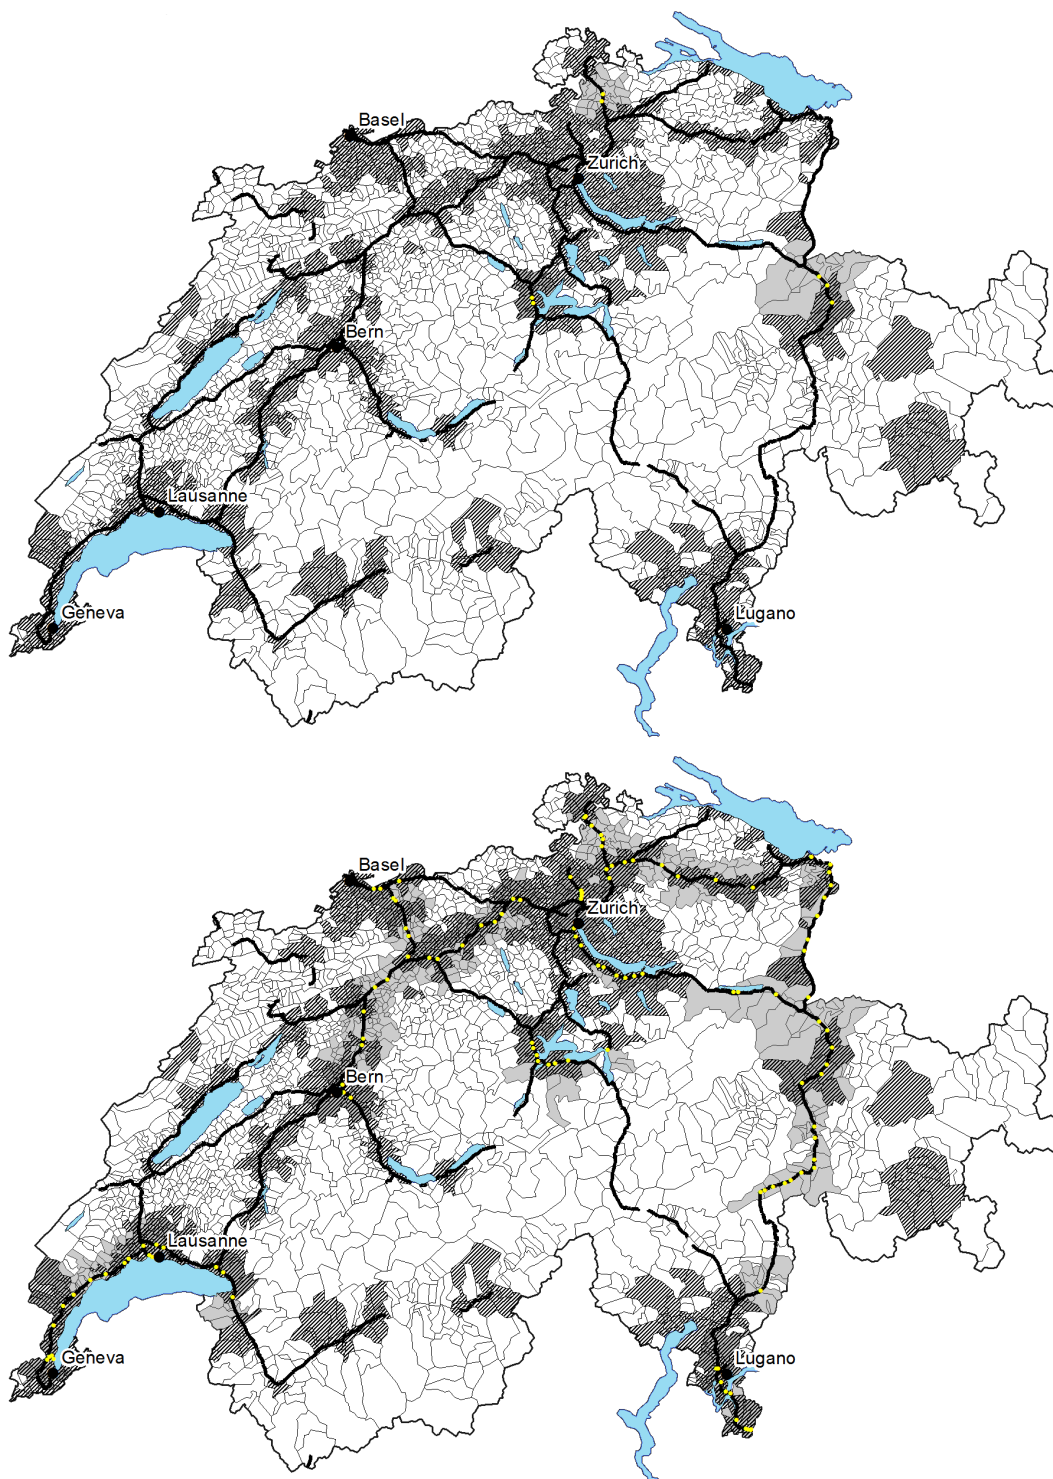 Basel
Zurich
Bern
Lausanne
Geneva
Lugano
Basel
Zurich
Bern
Lausanne
Geneva
Lugano